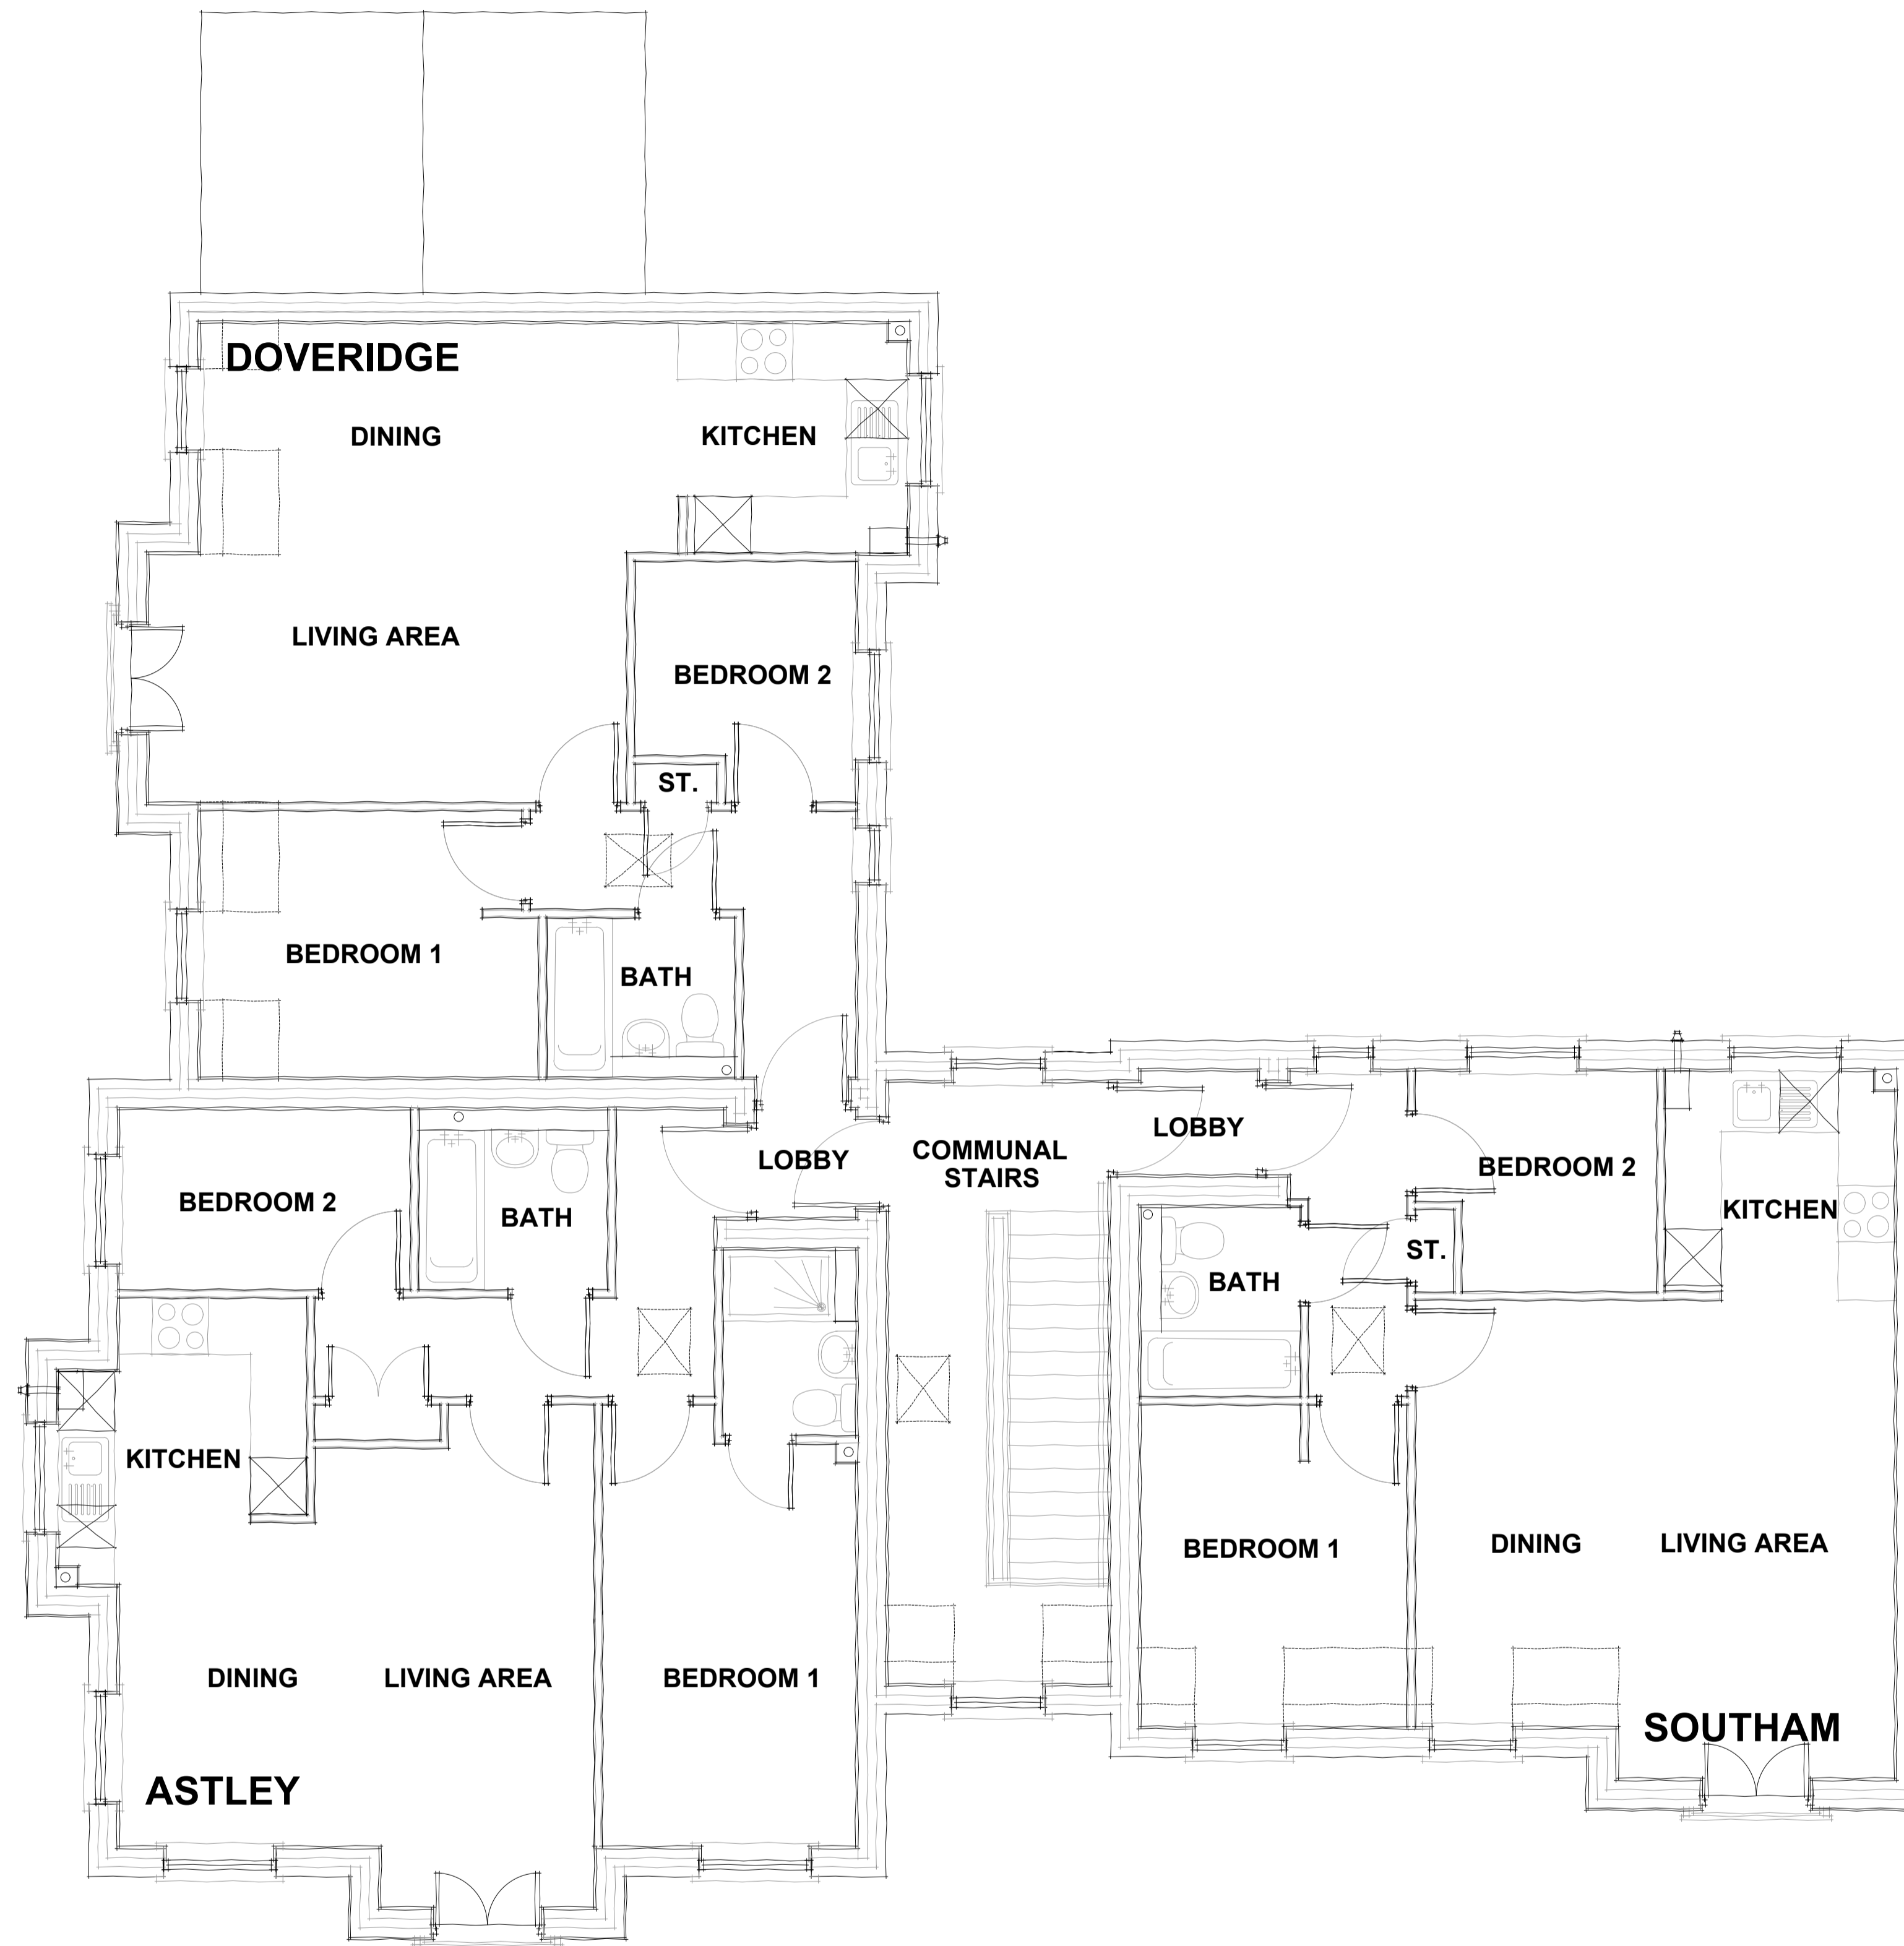 DOVERIDGE
DINING
KITCHEN
LIVING AREA
BEDROOM 2
ST.
BEDROOM 1
BATH
LOBBY
COMMUNAL
STAIRS
BEDROOM 2
BATH
KITCHEN
DINING
LIVING AREA
BEDROOM 1
ASTLEY
LOBBY
BEDROOM 2
KITCHEN
ST.
BATH
BEDROOM 1
DINING
LIVING AREA
SOUTHAM